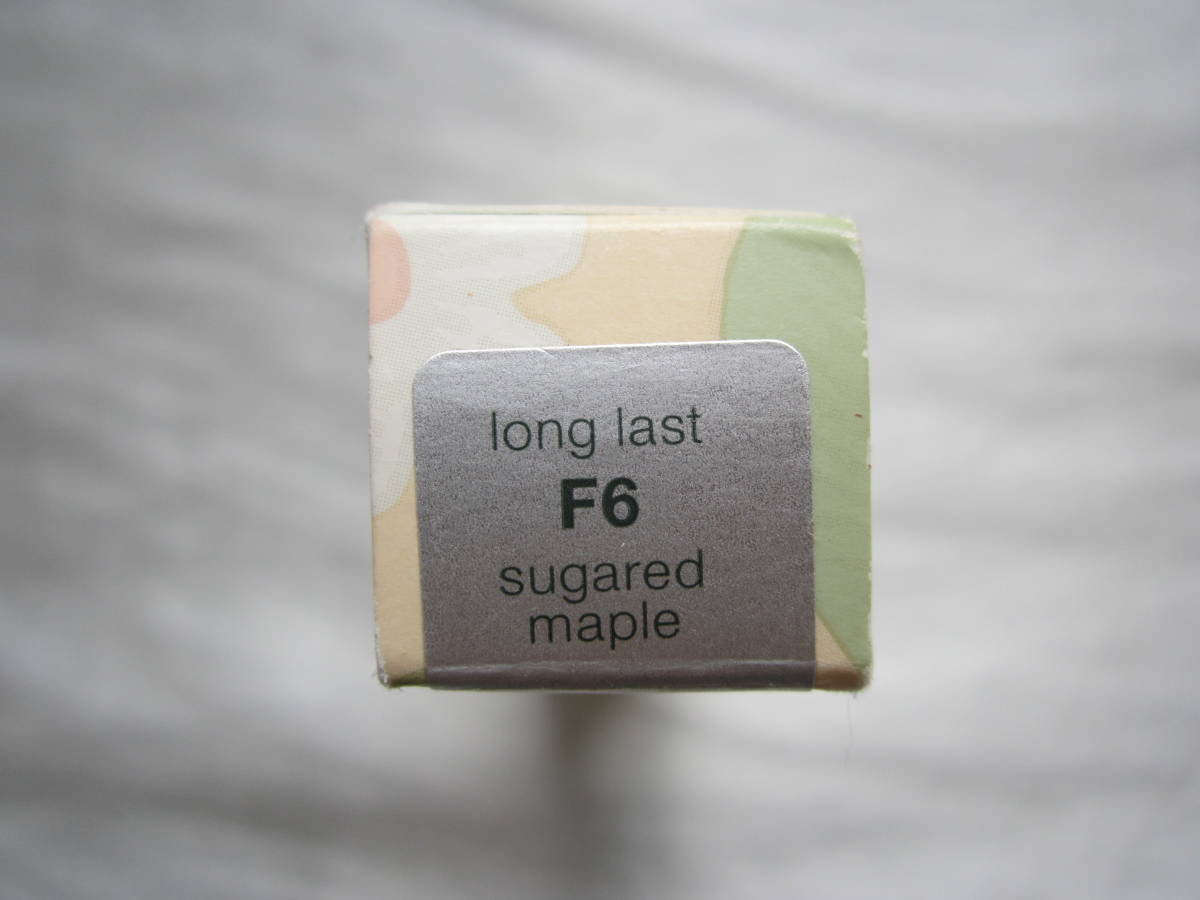 long last
F6
sugared
maple